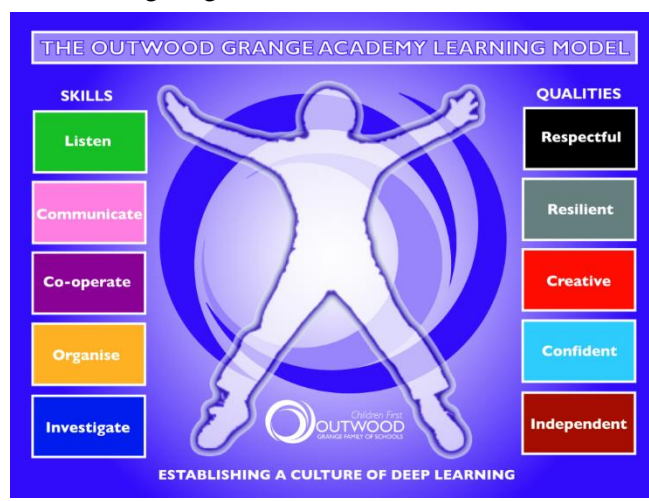 THE OUTWOOD GRANGE ACADEMY LEARNING MODEL
SKILLS
Listen
Communicate
Co-operate
Organise
Investigate
QUALITIES
Respectful
Resilient
Creative
Confident
Independent
Children First
OUTWOOD
GRANGE FAMILY OF SCHOOLS
ESTABLISHING A CULTURE OF DEEP LEARNING